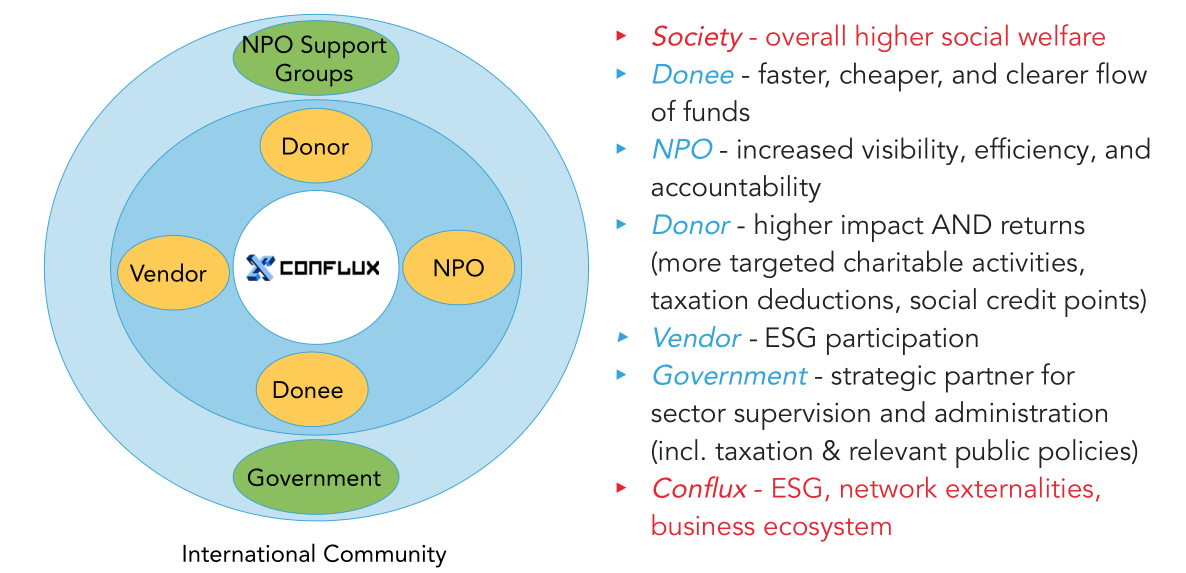 NPO Support
Groups
Donor
Vendor
CONFLUX
NPO
Donee
Government
International Community
‣ Society - overall higher social welfare
‣ Donee - faster, cheaper, and clearer flow
of funds
‣ NPO - increased visibility, efficiency, and
accountability
‣ Donor - higher impact AND returns
(more targeted charitable activities,
taxation deductions, social credit points)
‣ Vendor - ESG participation
‣ Government - strategic partner for
sector supervision and administration
(incl. taxation & relevant public policies)
‣ Conflux - ESG, network externalities,
business ecosystem